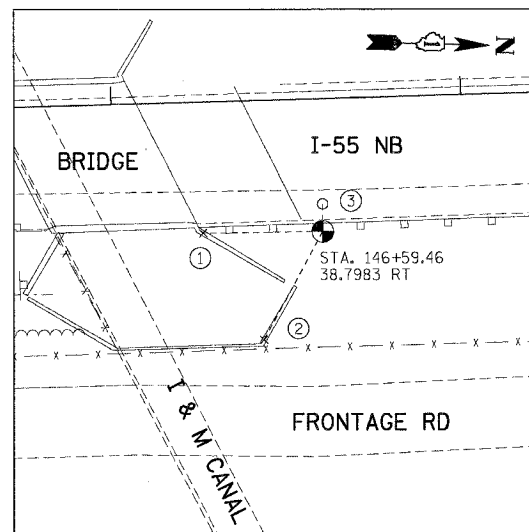 N
BRIDGE
I-55 NB
3
1
STA. 146+59.46
38.7983 RT
2
I & M CANAL
FRONTAGE RD